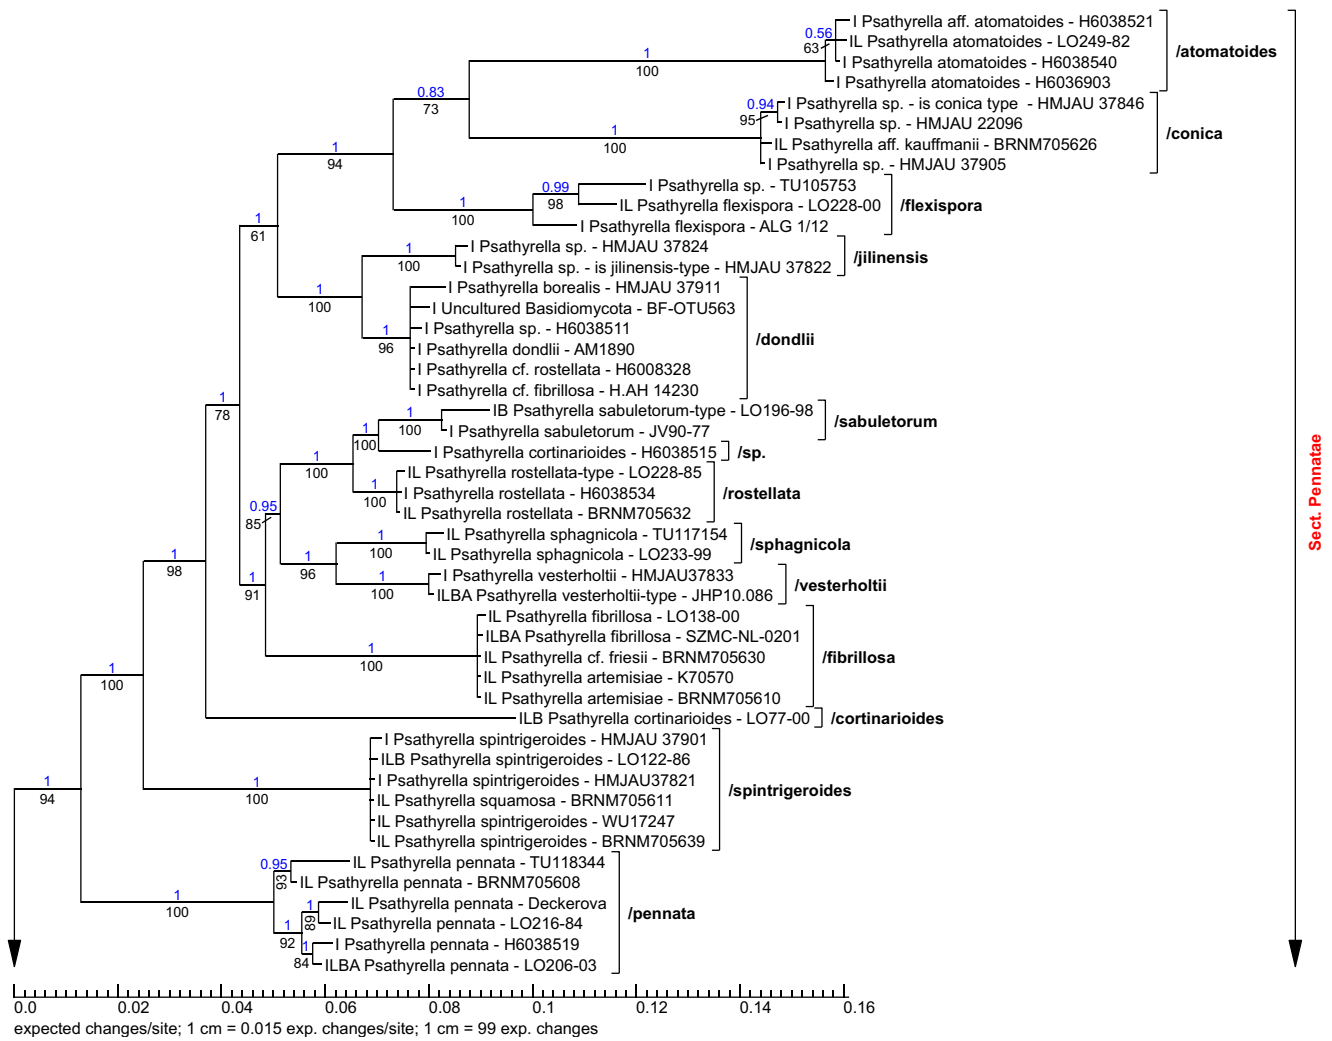 I Psathyrella aff. atomatoides - H6038521
0.56
63
IL Psathyrella atomatoides - LO249-82
/atomatoides
1
100
I Psathyrella atomatoides - H6038540
I Psathyrella atomatoides - H6036903
0.83
73
0.94
95
I Psathyrella sp. - is conica type - HMJAU 37846
I Psathyrella sp. - HMJAU 22096
/conica
1
100
IL Psathyrella aff. kauffmanii - BRNM705626
I Psathyrella sp. - HMJAU 37905
1
94
0.99
98
I Psathyrella sp. - TU105753
1
100
IL Psathyrella flexispora - LO228-00
/flexispora
I Psathyrella flexispora - ALG 1/12
1
61
1
100
I Psathyrella sp. - HMJAU 37824
/jilinensis
I Psathyrella sp. - is jilinensis-type - HMJAU 37822
1
100
I Psathyrella borealis - HMJAU 37911
I Uncultured Basidiomycota - BF-OTU563
1
96
I Psathyrella sp. - H6038511
/dondlii
I Psathyrella dondlii - AM1890
I Psathyrella cf. rostellata - H6008328
I Psathyrella cf. fibrillosa - H.AH 14230
1
78
1
100
IB Psathyrella sabuletorum-type - LO196-98
/sabuletorum
I Psathyrella sabuletorum - JV90-77
1
100
I Psathyrella cortinarioides - H6038515
/sp.
1
100
IL Psathyrella rostellata-type - LO228-85
1
100
I Psathyrella rostellata - H6038534
/rostellata
IL Psathyrella rostellata - BRNM705632
0.95
85
1
100
IL Psathyrella sphagnicola - TU117154
/sphagnicola
IL Psathyrella sphagnicola - LO233-99
1
96
1
100
I Psathyrella vesterholtii - HMJAU37833
/vesterholtii
ILBA Psathyrella vesterholtii-type - JHP10.086
1
91
1
98
IL Psathyrella fibrillosa - LO138-00
ILBA Psathyrella fibrillosa - SZMC-NL-0201
1
100
IL Psathyrella cf. friesii - BRNM705630
/fibrillosa
IL Psathyrella artemisiae - K70570
IL Psathyrella artemisiae - BRNM705610
1
100
ILB Psathyrella cortinarioides - LO77-00
/cortinarioides
I Psathyrella spintrigeroides - HMJAU 37901
ILB Psathyrella spintrigeroides - LO122-86
1
100
I Psathyrella spintrigeroides - HMJAU37821
/spintrigeroides
IL Psathyrella squamosa - BRNM705611
IL Psathyrella spintrigeroides - WU17247
IL Psathyrella spintrigeroides - BRNM705639
1
94
0.95
93
IL Psathyrella pennata - TU118344
IL Psathyrella pennata - BRNM705608
1
100
1
89
IL Psathyrella pennata - Deckerova
/pennata
1
92
IL Psathyrella pennata - LO216-84
1
84
I Psathyrella pennata - H6038519
ILBA Psathyrella pennata - LO206-03
Sect. Pennatae
0.0 0.02 0.04 0.06 0.08 0.1 0.12 0.14 0.16
expected changes/site; 1 cm = 0.015 exp. changes/site; 1 cm = 99 exp. changes